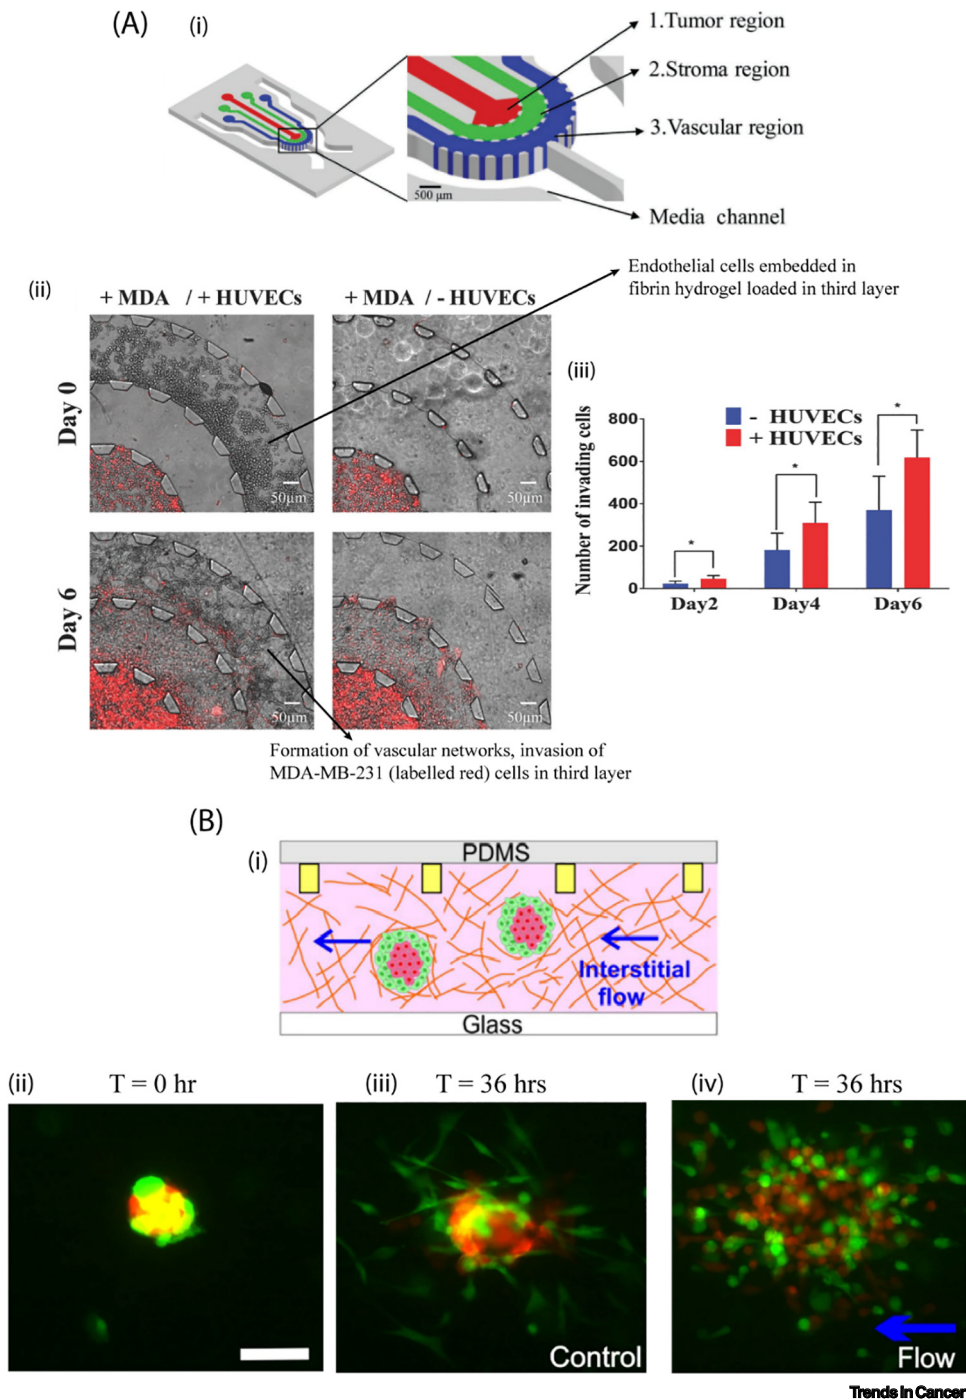 (A)
(i)
1.Tumor region
2.Stroma region
3.Vascular region
500 μm
Media channel
Endothelial cells embedded in
fibrin hydrogel loaded in third layer
(ii)
+ MDA / + HUVECs
+ MDA / - HUVECs
Day 0
50μm
50μm
Day 6
50μm
50μm
Formation of vascular networks, invasion of
MDA-MB-231 (labelled red) cells in third layer
(iii)
Number of invading cells
800
600
400
200
0
- HUVECs
+ HUVECs
*
*
*
Day2
Day4
Day6
(B)
(i)
PDMS
Interstitial
flow
Glass
(ii)
T = 0 hr
(iii)
T = 36 hrs
Control
(iv)
T = 36 hrs
Flow
Trends in Cancer